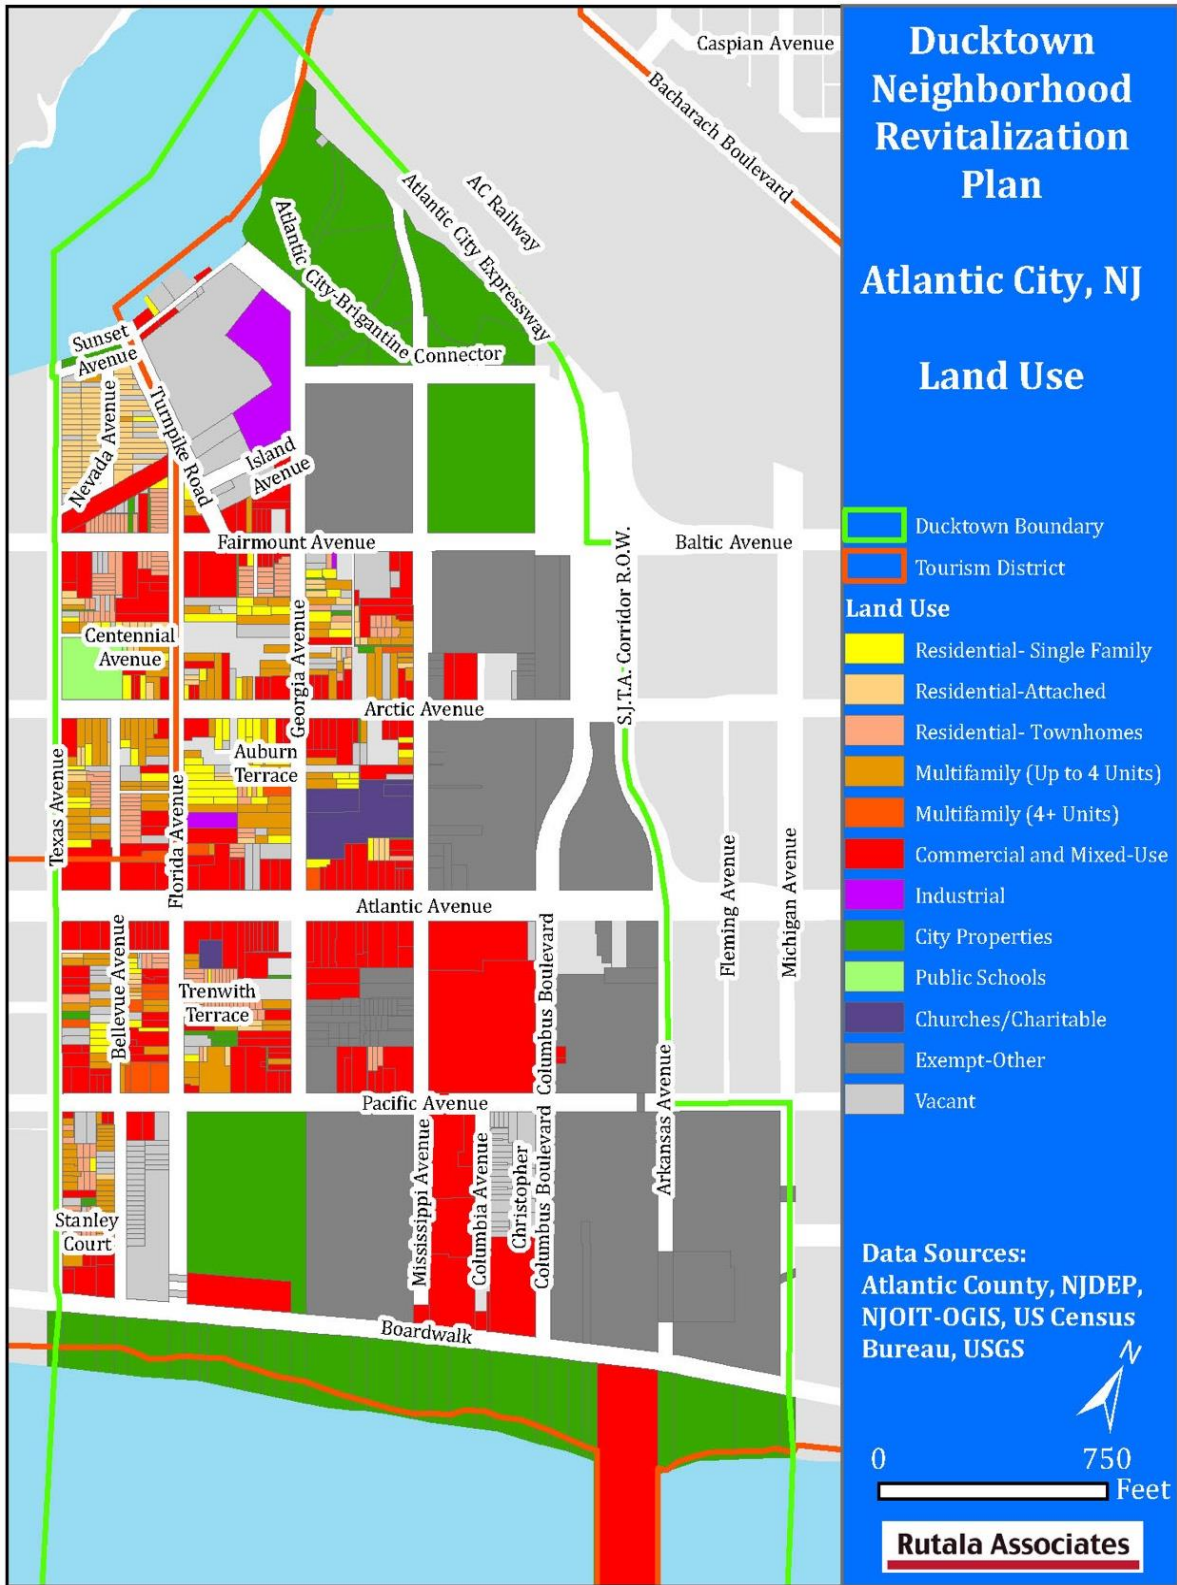 Caspian Avenue
Bacharach Boulevard
AC Railway
Atlantic City Expressway
Atlantic City-Brigantine
Connector
Sunset
Avenue
Nevada Avenue
Turnpike Road
Island
Avenue
Fairmount Avenue
Baltic Avenue
S.J.T.A. Corridor R.O.W.
Centennial
Avenue
Georgia Avenue
Arctic Avenue
Auburn
Terrace
Texas Avenue
Florida Avenue
Fleming Avenue
Michigan Avenue
Atlantic Avenue
Bellevue Avenue
Trenwith
Terrace
Columbus Boulevard
Pacific Avenue
Mississippi Avenue
Columbia Avenue
Christopher
Columbus Boulevard
Arkansas Avenue
Stanley
Court
Boardwalk
Ducktown
Neighborhood
Revitalization
Plan
Atlantic City, NJ
Land Use
Ducktown Boundary
Tourism District
Land Use
Residential- Single Family
Residential-Attached
Residential- Townhomes
Multifamily (Up to 4 Units)
Multifamily (4+ Units)
Commercial and Mixed-Use
Industrial
City Properties
Public Schools
Churches/Charitable
Exempt-Other
Vacant
Data Sources:
Atlantic County, NJDEP,
NJOIT-OGIS, US Census
Bureau, USGS
N
0 750
Feet
Rutala Associates